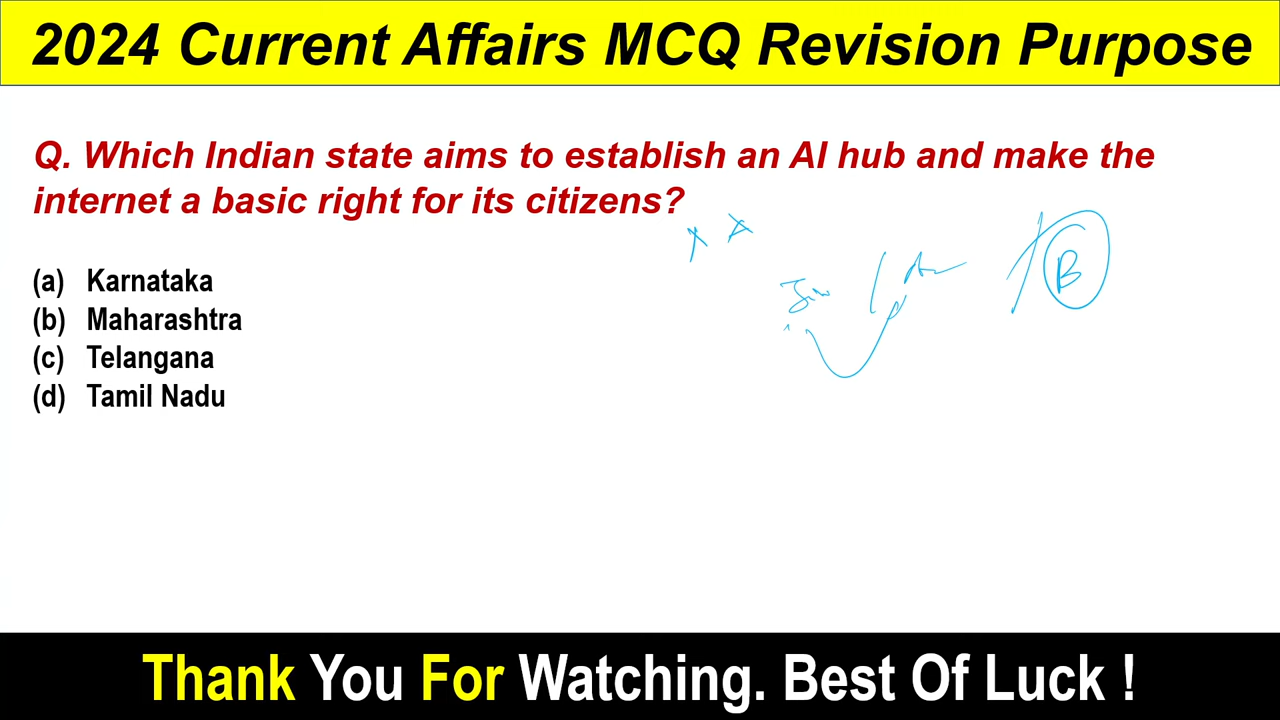 2024 Current Affairs MCQ Revision Purpose
Q. Which Indian state aims to establish an AI hub and make the
internet a basic right for its citizens?
(a) Karnataka
(b) Maharashtra
(c) Telangana
(d) Tamil Nadu
B
Thank You For Watching. Best Of Luck !